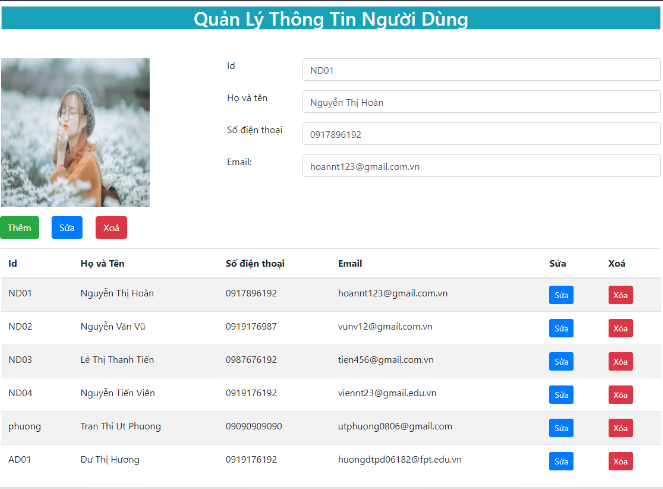 Quản Lý Thông Tin Người Dùng
Id ND01
Họ và tên Nguyễn Thị Hoàn
Số điện thoại 0917896192
Email: hoannt123@gmail.com.vn
Thêm Sửa Xoá
Id Họ và Tên Số điện thoại Email Sửa Xoá
ND01 Nguyễn Thị Hoàn 0917896192 hoannt123@gmail.com.vn Sửa Xóa
ND02 Nguyễn Văn Vũ 0919176987 vunv12@gmail.com.vn Sửa Xóa
ND03 Lê Thị Thanh Tiến 0987676192 tien456@gmail.com.vn Sửa Xóa
ND04 Nguyễn Tiến Viên 0919176192 viennt23@gmail.edu.vn Sửa Xóa
phuong Tran Thi Ut Phuong 09090909090 utphuong0806@gmail.com Sửa Xóa
AD01 Dư Thị Hương 0919176192 huongdtpd06182@fpt.edu.vn Sửa Xóa